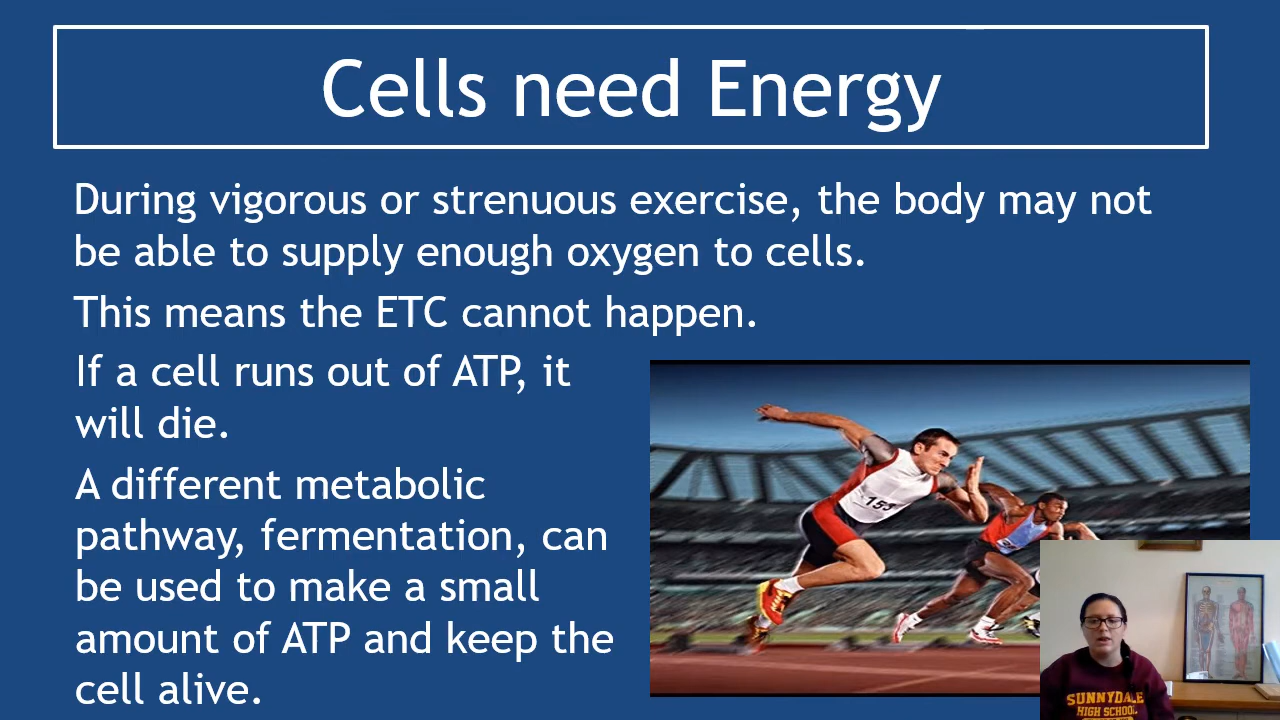 Cells need Energy
During vigorous or strenuous exercise, the body may not
be able to supply enough oxygen to cells.
This means the ETC cannot happen.
If a cell runs out of ATP, it
will die.
A different metabolic
pathway, fermentation, can
be used to make a small
amount of ATP and keep the
cell alive.
153
SUNNYDALE
HIGH SCHOOL